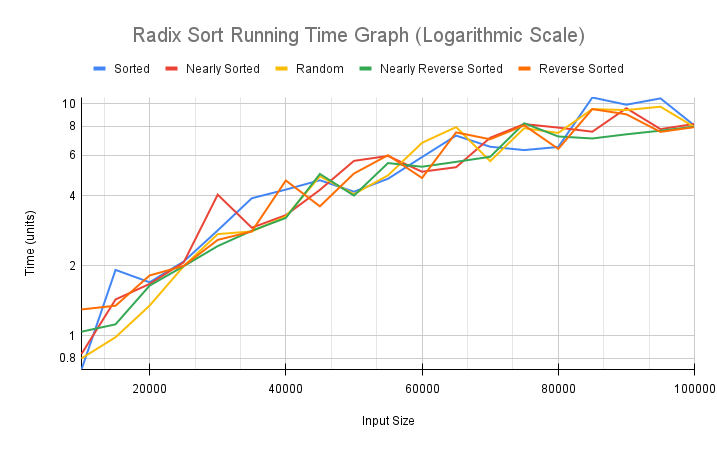 Radix Sort Running Time Graph (Logarithmic Scale)
Sorted Nearly Sorted Random Nearly Reverse Sorted Reverse Sorted
10
8
6
4
2
1
0.8
Time (units)
20000 40000 60000 80000 100000
Input Size